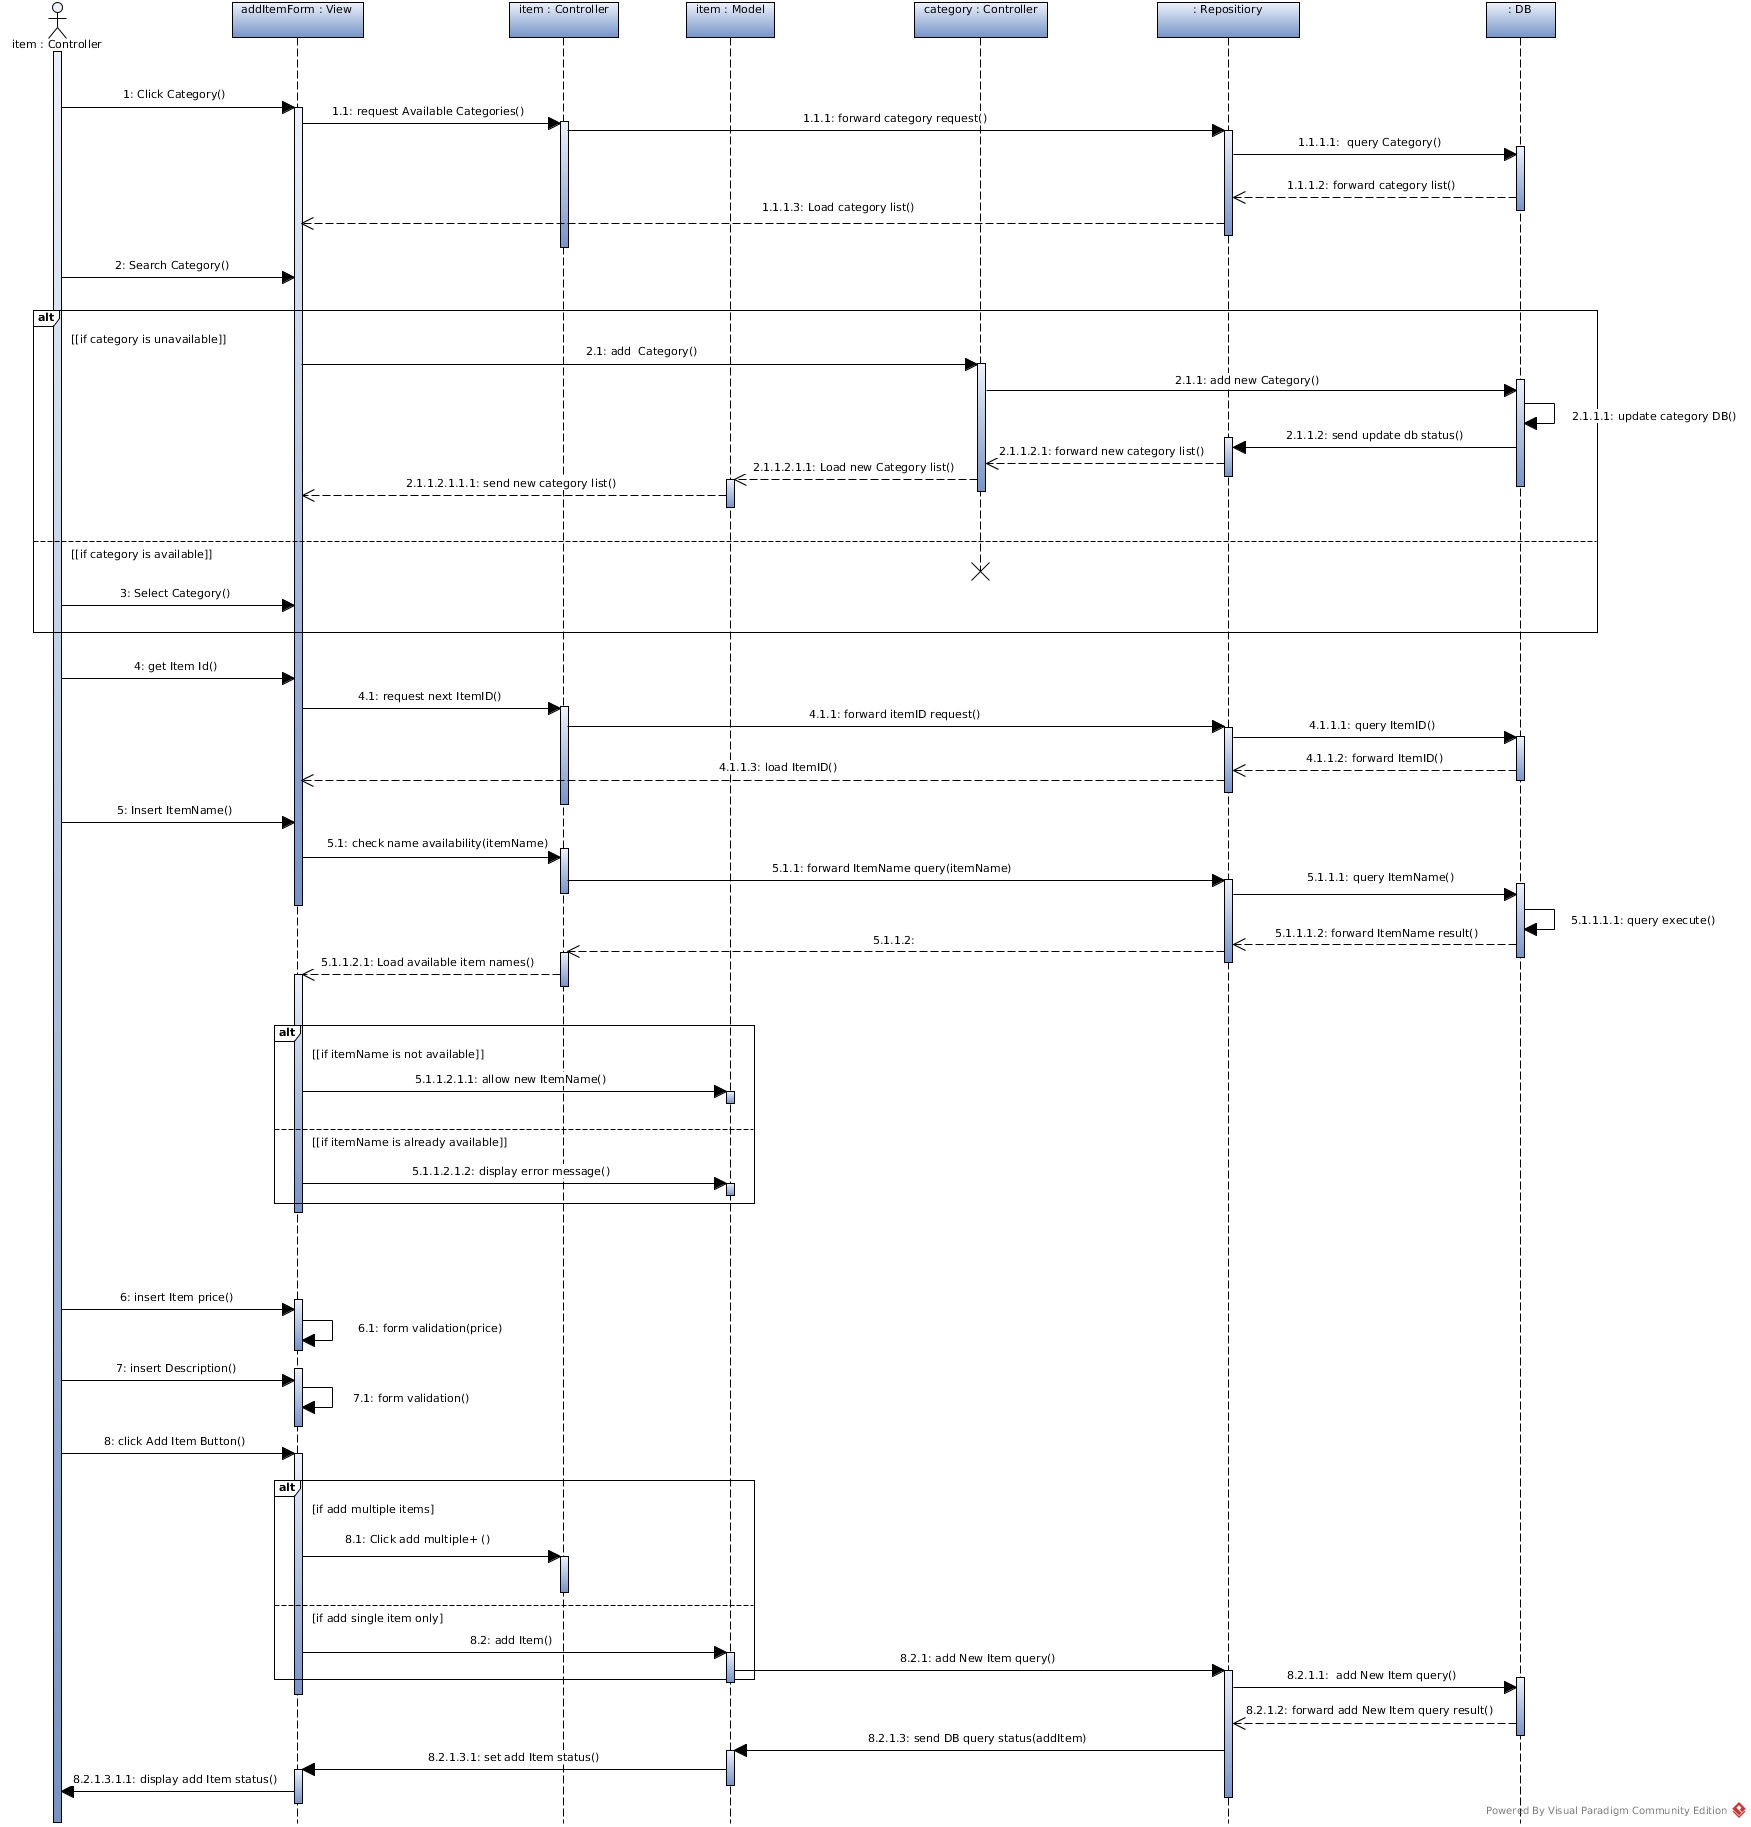 addItemForm : View
item : Controller
item : Model
category : Controller
: Repositiory
: DB
item : Controller
1: Click Category()
1.1: request Available Categories()
1.1.1: forward category request()
1.1.1.1:  query Category()
1.1.1.2: forward category list()
1.1.1.3: Load category list()
2: Search Category()
alt
[[if category is unavailable]]
2.1: add  Category()
2.1.1: add new Category()
2.1.1.1: update category DB()
2.1.1.2: send update db status()
2.1.1.2.1: forward new category list()
2.1.1.2.1.1: Load new Category list()
2.1.1.2.1.1.1: send new category list()
[[if category is available]]
3: Select Category()
4: get Item Id()
4.1: request next ItemID()
4.1.1: forward itemID request()
4.1.1.1: query ItemID()
4.1.1.2: forward ItemID()
4.1.1.3: load ItemID()
5: Insert ItemName()
5.1: check name availability(itemName)
5.1.1: forward ItemName query(itemName)
5.1.1.1: query ItemName()
5.1.1.1.1: query execute()
5.1.1.1.2: forward ItemName result()
5.1.1.2:
5.1.1.2.1: Load available item names()
alt
[[if itemName is not available]]
5.1.1.2.1.1: allow new ItemName()
[[if itemName is already available]]
5.1.1.2.1.2: display error message()
6: insert Item price()
6.1: form validation(price)
7: insert Description()
7.1: form validation()
8: click Add Item Button()
alt
[if add multiple items]
8.1: Click add multiple+ ()
[if add single item only]
8.2: add Item()
8.2.1: add New Item query()
8.2.1.1:  add New Item query()
8.2.1.2: forward add New Item query result()
8.2.1.3: send DB query status(addItem)
8.2.1.3.1: set add Item status()
8.2.1.3.1.1: display add Item status()
Powered By Visual Paradigm Community Edition